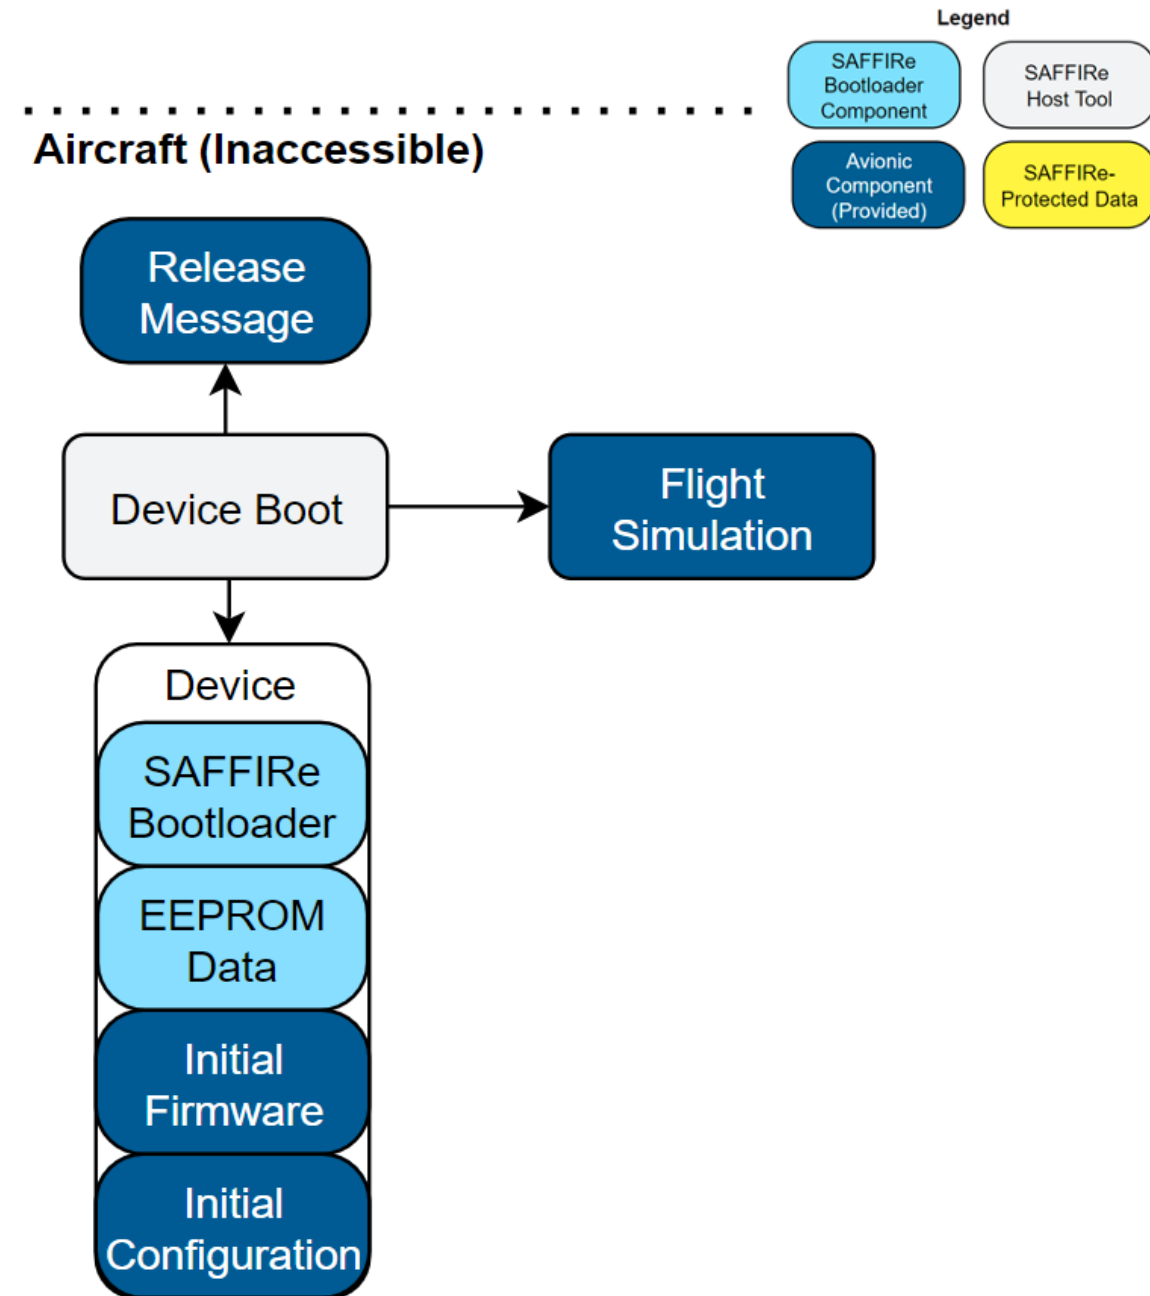 Legend
SAFFIRe
Bootloader
Component
SAFFIRe
Host Tool
Avionic
Component
(Provided)
SAFFIRe-
Protected Data
Aircraft (Inaccessible)
Release
Message
Device Boot
Flight
Simulation
Device
SAFFIRe
Bootloader
EEPROM
Data
Initial
Firmware
Initial
Configuration